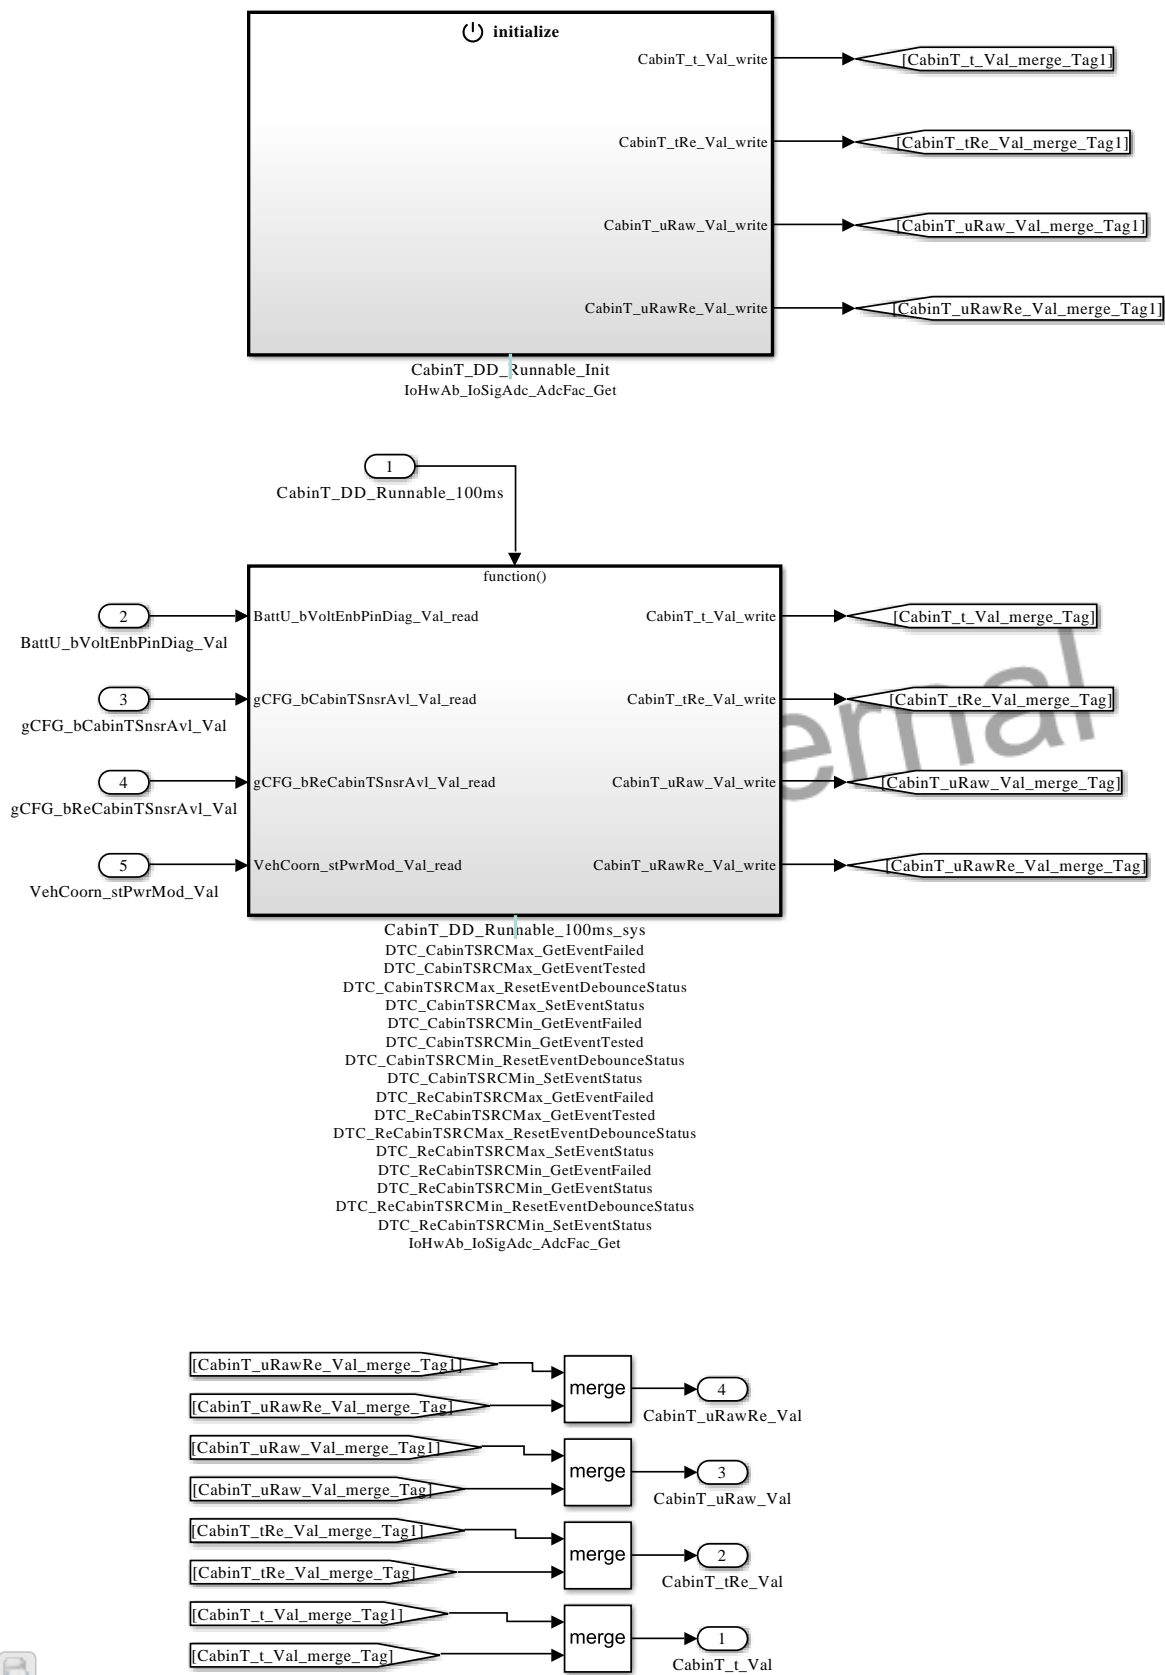 initialize
CabinT_t_Val_write
[CabinT_t_Val_merge_Tag1]
CabinT_tRe_Val_write
[CabinT_tRe_Val_merge_Tag1]
CabinT_uRaw_Val_write
[CabinT_uRaw_Val_merge_Tag1]
CabinT_uRawRe_Val_write
[CabinT_uRawRe_Val_merge_Tag1]
CabinT_DD_Runnable_Init
IoHwAb_IoSigAdc_AdcFac_Get
1
CabinT_DD_Runnable_100ms
function()
2
BattU_bVoltEnbPinDiag_Val
BattU_bVoltEnbPinDiag_Val_read
CabinT_t_Val_write
[CabinT_t_Val_merge_Tag]
3
gCFG_bCabinTSnsrAvl_Val
gCFG_bCabinTSnsrAvl_Val_read
CabinT_tRe_Val_write
[CabinT_tRe_Val_merge_Tag]
4
gCFG_bReCabinTSnsrAvl_Val
gCFG_bReCabinTSnsrAvl_Val_read
CabinT_uRaw_Val_write
[CabinT_uRaw_Val_merge_Tag]
5
VehCoorn_stPwrMod_Val
VehCoorn_stPwrMod_Val_read
CabinT_uRawRe_Val_write
[CabinT_uRawRe_Val_merge_Tag]
ernal
CabinT_DD_Runnable_100ms_sys
DTC_CabinTSRCMax_GetEventFailed
DTC_CabinTSRCMax_GetEventTested
DTC_CabinTSRCMax_ResetEventDebounceStatus
DTC_CabinTSRCMax_SetEventStatus
DTC_CabinTSRCMin_GetEventFailed
DTC_CabinTSRCMin_GetEventTested
DTC_CabinTSRCMin_ResetEventDebounceStatus
DTC_CabinTSRCMin_SetEventStatus
DTC_ReCabinTSRCMax_GetEventFailed
DTC_ReCabinTSRCMax_GetEventTested
DTC_ReCabinTSRCMax_ResetEventDebounceStatus
DTC_ReCabinTSRCMax_SetEventStatus
DTC_ReCabinTSRCMin_GetEventFailed
DTC_ReCabinTSRCMin_GetEventStatus
DTC_ReCabinTSRCMin_ResetEventDebounceStatus
DTC_ReCabinTSRCMin_SetEventStatus
IoHwAb_IoSigAdc_AdcFac_Get
[CabinT_uRawRe_Val_merge_Tag1]
[CabinT_uRawRe_Val_merge_Tag]
merge
4
CabinT_uRawRe_Val
[CabinT_uRaw_Val_merge_Tag1]
[CabinT_uRaw_Val_merge_Tag]
merge
3
CabinT_uRaw_Val
[CabinT_tRe_Val_merge_Tag1]
[CabinT_tRe_Val_merge_Tag]
merge
2
CabinT_tRe_Val
[CabinT_t_Val_merge_Tag1]
[CabinT_t_Val_merge_Tag]
merge
1
CabinT_t_Val